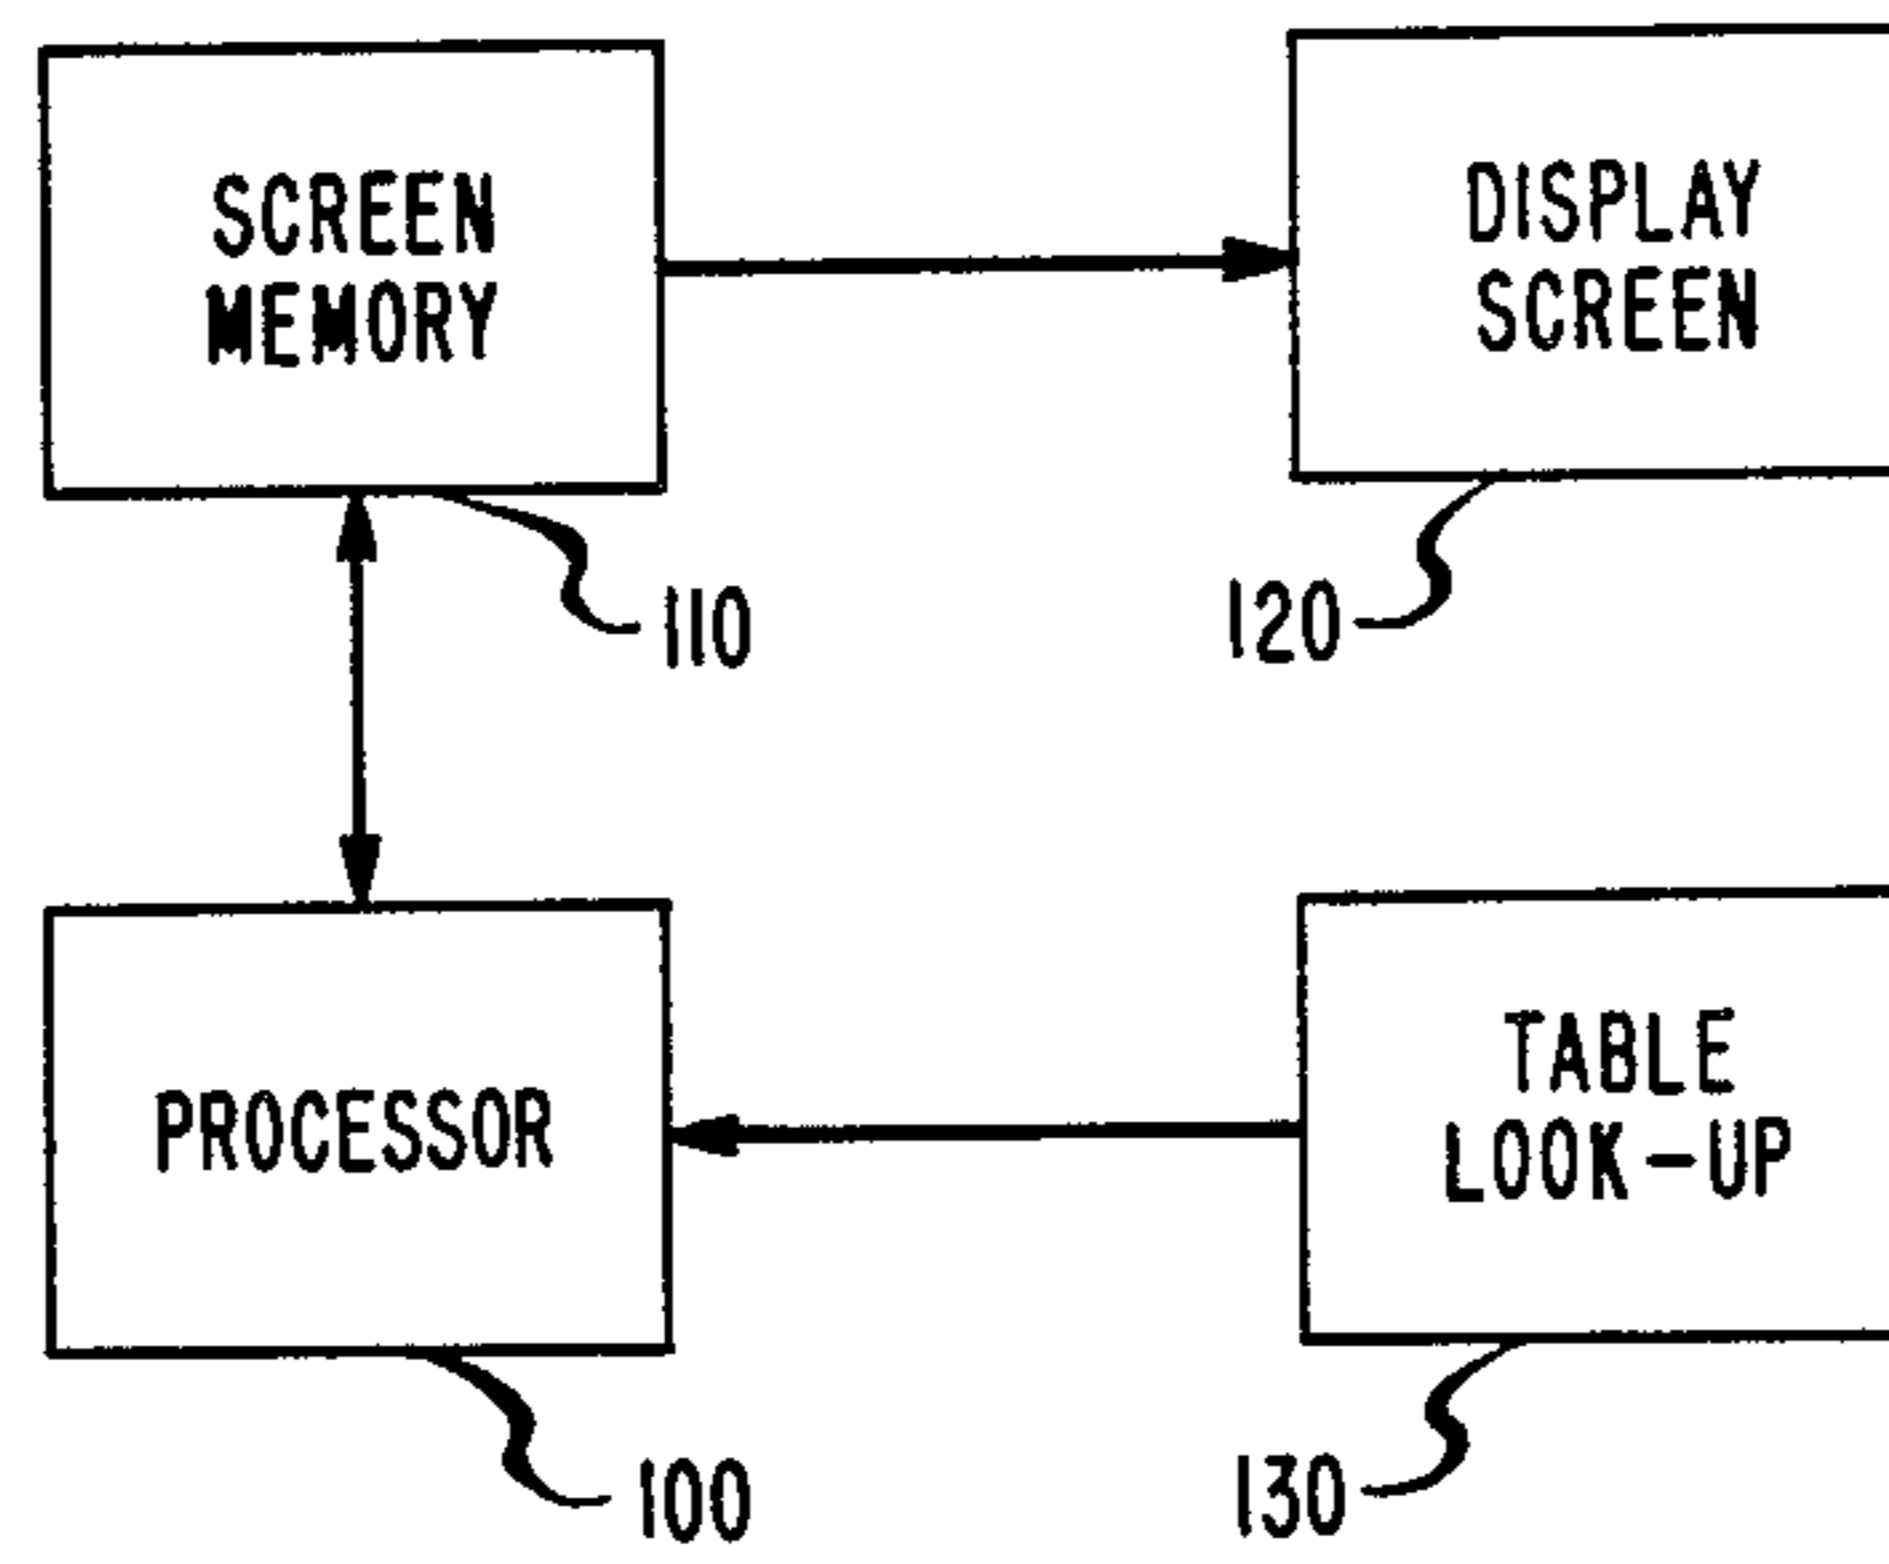 SCREEN
MEMORY
DISPLAY
SCREEN
110
120
PROCESSOR
TABLE
LOOK-UP
100
130